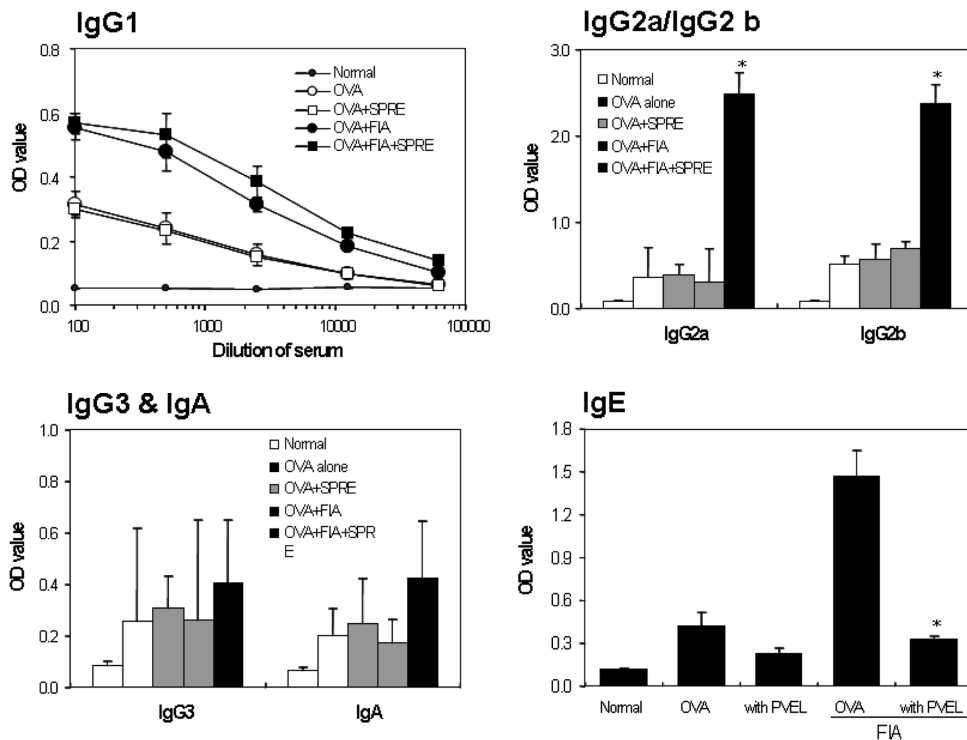 IgG1
0.8
0.6
0.4
0.2
0.0
OD value
Normal
OVA
OVA+SPRE
OVA+FIA
OVA+FIA+SPRE
100
1000
10000
100000
Dilution of serum
IgG2a/IgG2 b
3.0
2.0
1.0
0.0
OD value
Normal
OVA alone
OVA+SPRE
OVA+FIA
OVA+FIA+SPRE
*
*
IgG2a
IgG2b
IgG3 & IgA
1.0
0.8
0.6
0.4
0.2
0.0
OD value
Normal
OVA alone
OVA+SPRE
OVA+FIA
OVA+FIA+SPR
E
IgG3
IgA
IgE
1.8
1.5
1.2
0.9
0.6
0.3
0.0
OD value
*
Normal
OVA
with PVEL
OVA
with PVEL
FIA